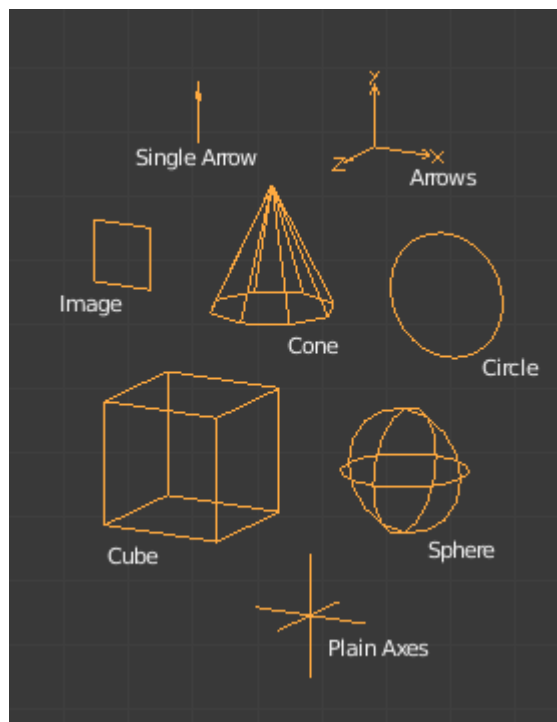 Y
Single Arrow
Z
X
Arrows
Image
Cone
Circle
Cube
Sphere
Plain Axes